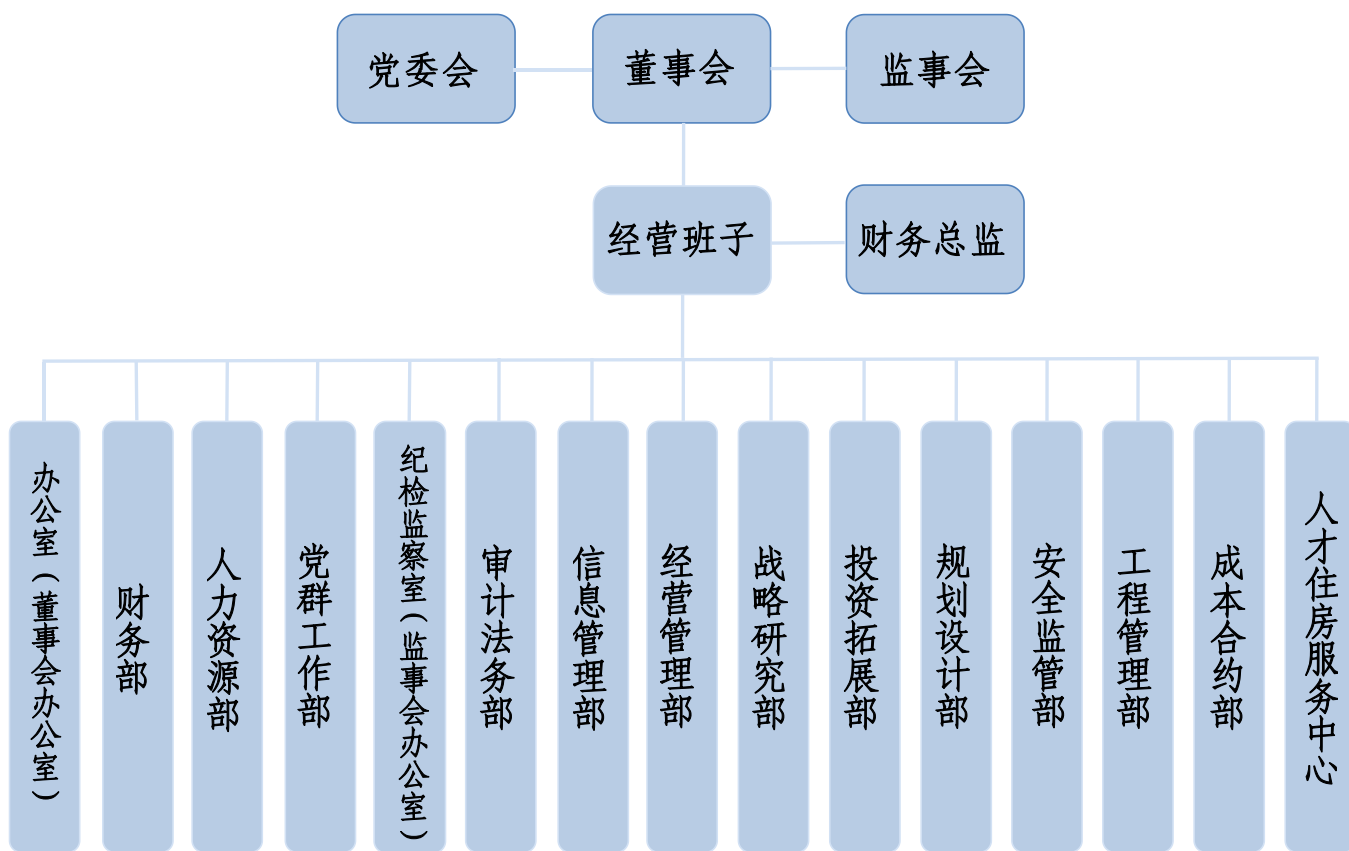 党委会
董事会
监事会
经营班子
财务总监
办公室（董事会办公室）
财务部
人力资源部
党群工作部
纪检监察室（监事会办公室）
审计法务部
信息管理部
经营管理部
战略研究部
投资拓展部
规划设计部
安全监管部
工程管理部
成本合约部
人才住房服务中心